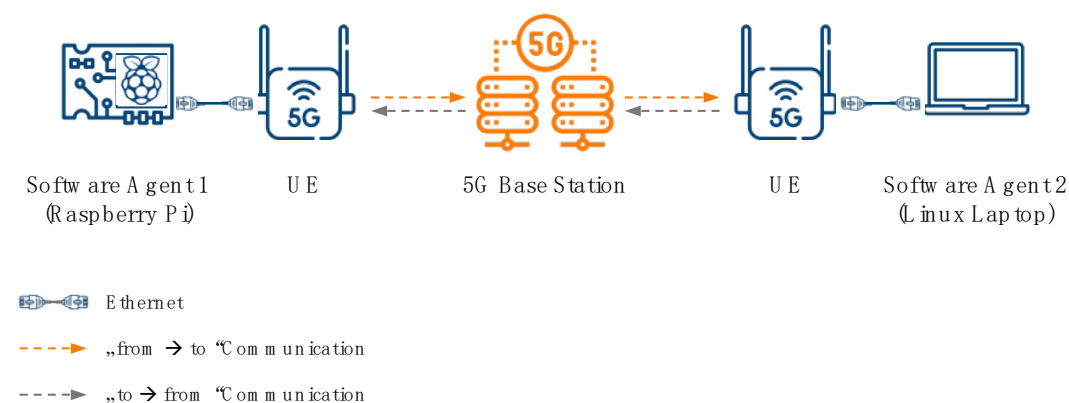 5G
5G
5G
Software Agent 1
(Raspberry Pi)
UE
5G Base Station
UE
Software Agent 2
(Linux Laptop)
Ethernet
„from → to “Communication
„to → from “Communication